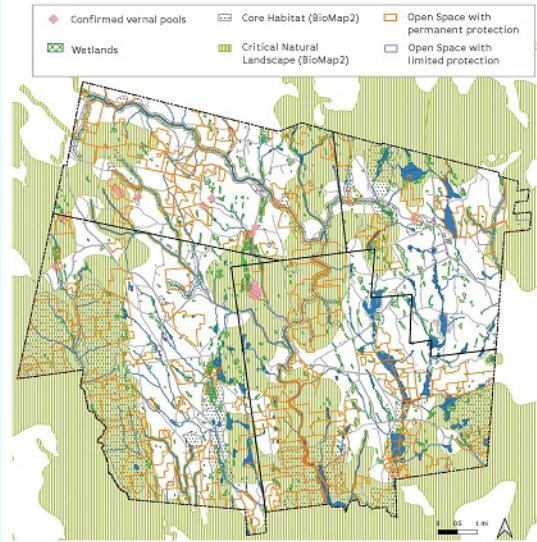 Confirmed vernal pools
Wetlands
Core Habitat (BioMap2)
Critical Natural
Landscape (BioMap2)
Open Space with
permanent protection
Open Space with
limited protection
0 0.5 1 mi